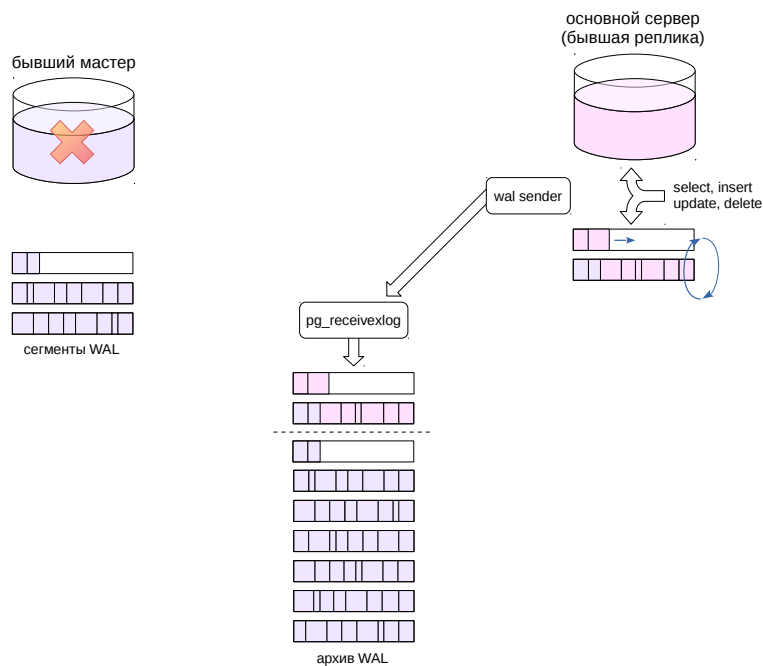 основной сервер
(бывшая реплика)
бывший мастер
wal sender
select, insert
update, delete
pg_receivexlog
сегменты WAL
архив WAL